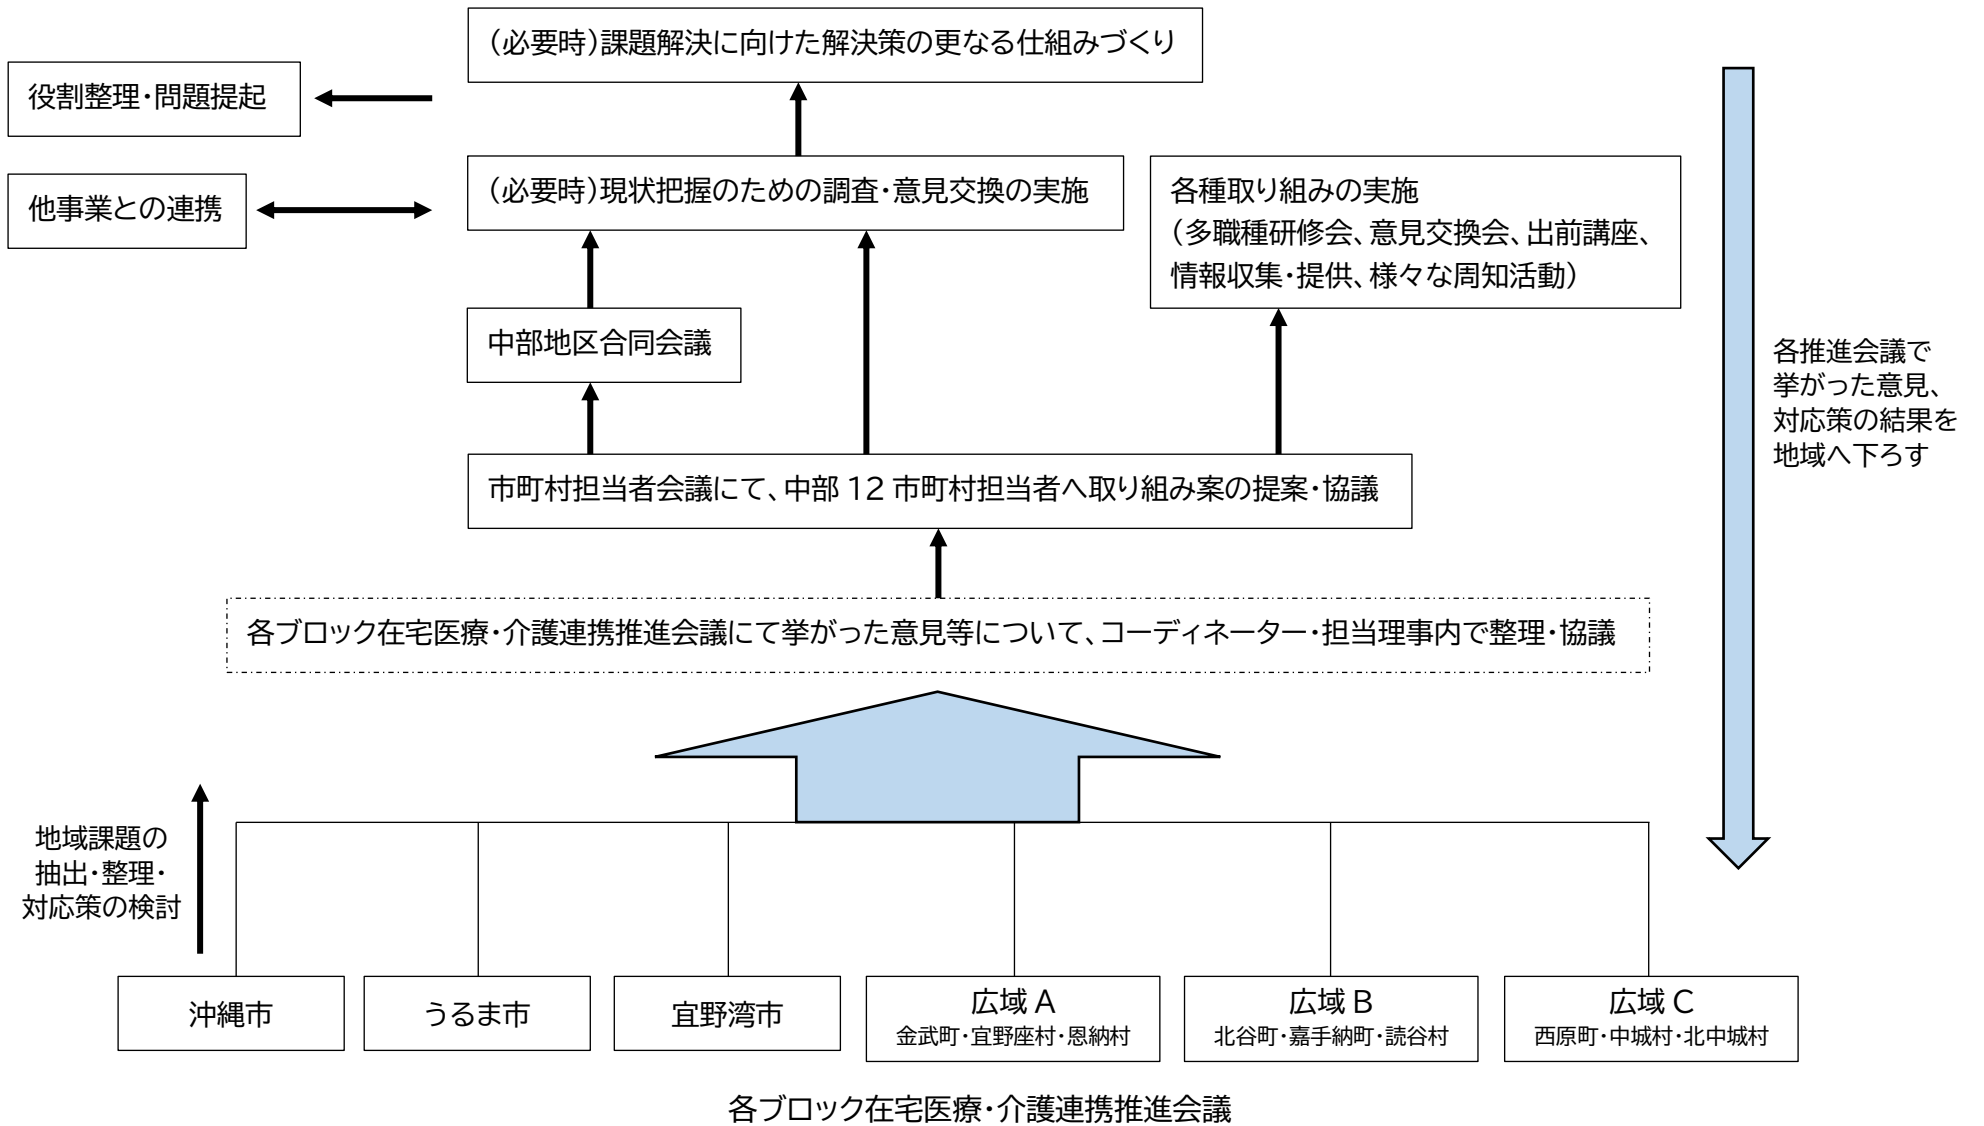 （必要時）課題解決に向けた解決策の更なる仕組みづくり
役割整理・問題提起
（必要時）現状把握のための調査・意見交換の実施
他事業との連携
各種取り組みの実施
（多職種研修会、意見交換会、出前講座、
情報収集・提供、様々な周知活動）
中部地区合同会議
各推進会議で
挙がった意見、
対応策の結果を
地域へ下ろす
市町村担当者会議にて、中部 12 市町村担当者へ取り組み案の提案・協議
各ブロック在宅医療・介護連携推進会議にて挙がった意見等について、コーディネーター・担当理事内で整理・協議
地域課題の
抽出・整理・
対応策の検討
沖縄市
うるま市
宜野湾市
広域 A
金武町・宜野座村・恩納村
広域 B
北谷町・嘉手納町・読谷村
広域 C
西原町・中城村・北中城村
各ブロック在宅医療・介護連携推進会議